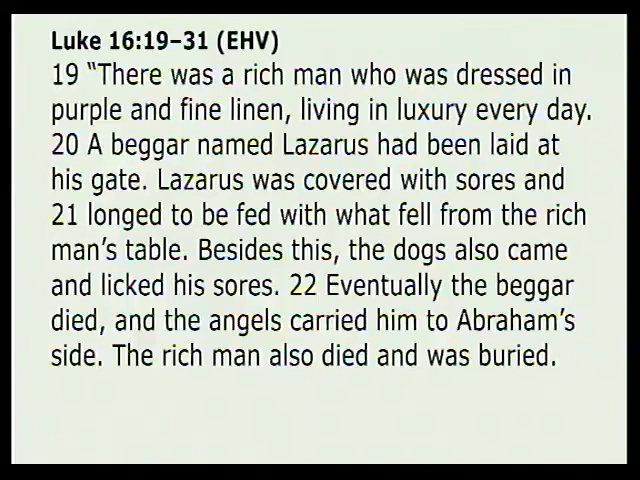 Luke 16:19–31 (EHV)
19 “There was a rich man who was dressed in
purple and fine linen, living in luxury every day.
20 A beggar named Lazarus had been laid at
his gate. Lazarus was covered with sores and
21 longed to be fed with what fell from the rich
man’s table. Besides this, the dogs also came
and licked his sores. 22 Eventually the beggar
died, and the angels carried him to Abraham’s
side. The rich man also died and was buried.